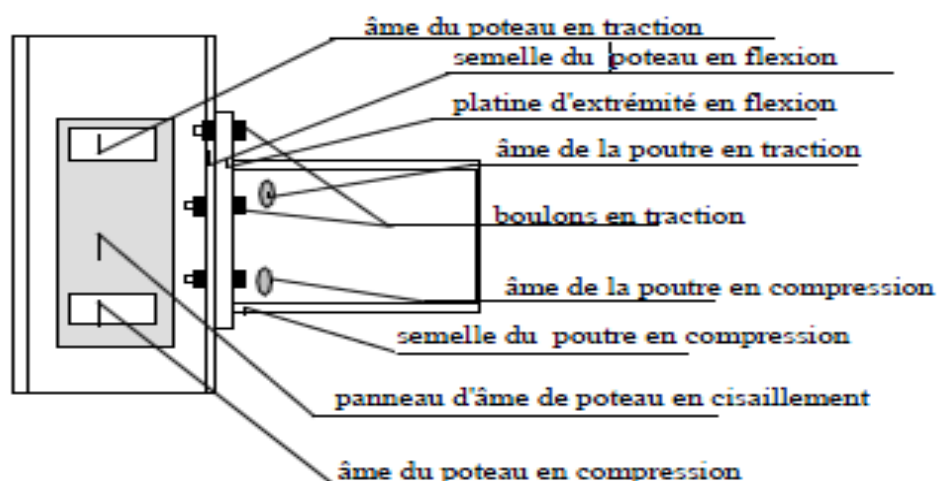 âme du poteau en traction
semelle du poteau en flexion
platine d'extrémité en flexion
âme de la poutre en traction
boulons en traction
âme de la poutre en compression
semelle du poutre en compression
panneau d'âme de poteau en cisaillement
âme du poteau en compression